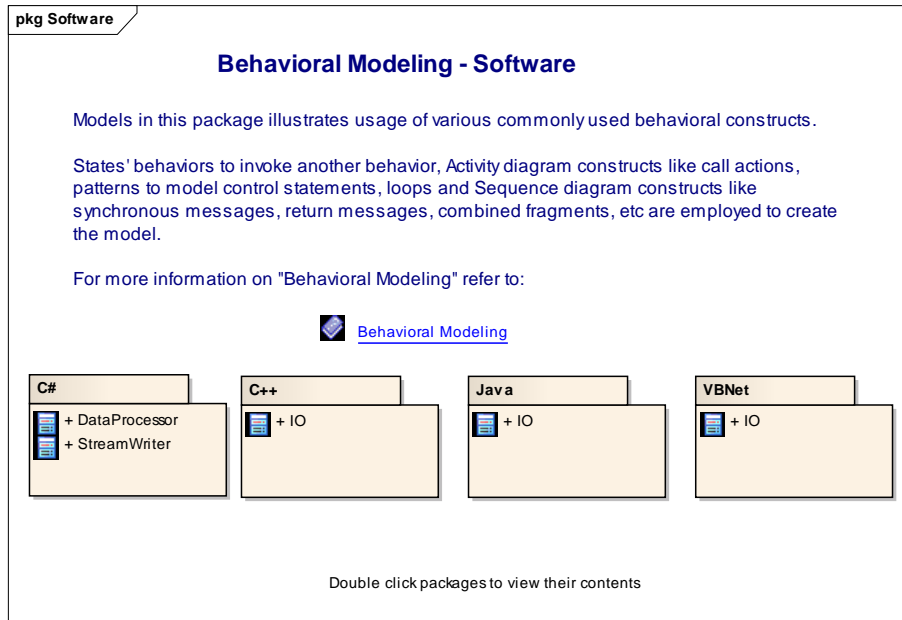 pkg Software
Behavioral Modeling - Software
Models in this package illustrates usage of various commonly used behavioral constructs.
States' behaviors to invoke another behavior, Activity diagram constructs like call actions,
patterns to model control statements, loops and Sequence diagram constructs like
synchronous messages, return messages, combined fragments, etc are employed to create
the model.
For more information on "Behavioral Modeling" refer to:
Behavioral Modeling
C#
+ DataProcessor
+ StreamWriter
C++
+ IO
Java
+ IO
VBNet
+ IO
Double click packages to view their contents